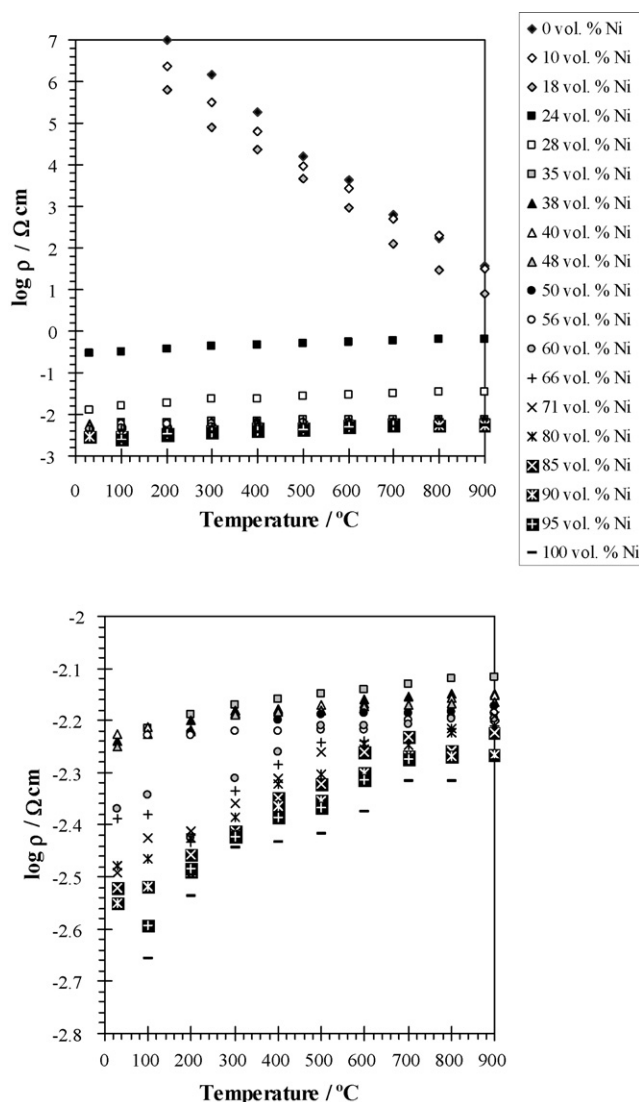 7
6
5
4
3
2
1
0
-1
-2
-3
log ρ / Ω cm
0 100 200 300 400 500 600 700 800 900
Temperature / ºC
0 vol. % Ni
10 vol. % Ni
18 vol. % Ni
24 vol. % Ni
28 vol. % Ni
35 vol. % Ni
38 vol. % Ni
40 vol. % Ni
48 vol. % Ni
50 vol. % Ni
56 vol. % Ni
60 vol. % Ni
66 vol. % Ni
71 vol. % Ni
80 vol. % Ni
85 vol. % Ni
90 vol. % Ni
95 vol. % Ni
100 vol. % Ni
-2
-2.1
-2.2
-2.3
-2.4
-2.5
-2.6
-2.7
-2.8
log ρ / Ω cm
0 100 200 300 400 500 600 700 800 900
Temperature / ºC